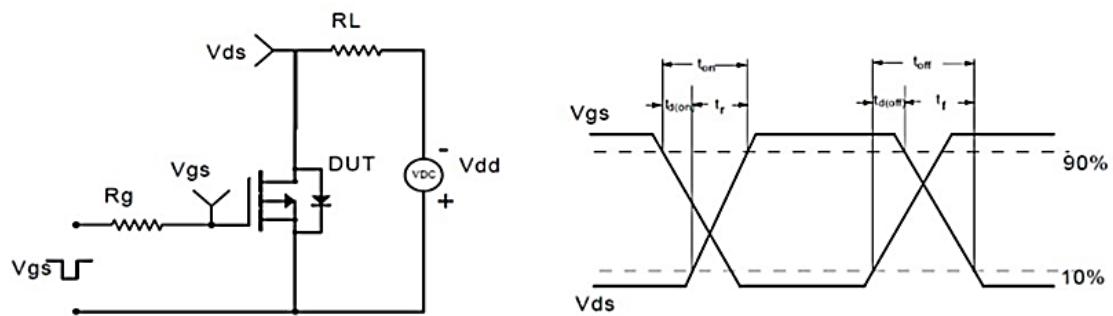 RL
Vds
-
Vgs
DUT
VDC
Vdd
Rg
+
Vgs
ton
toff
td(on)
tr
td(off)
tf
Vgs
90%
10%
Vds